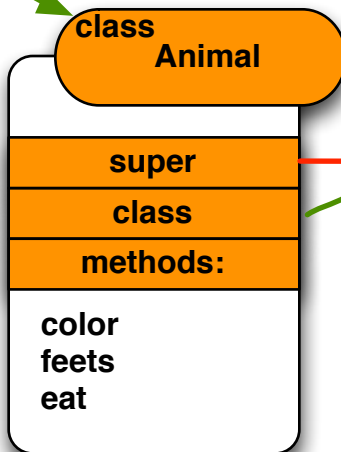 class
Animal
super
class
methods:
color
feets
eat